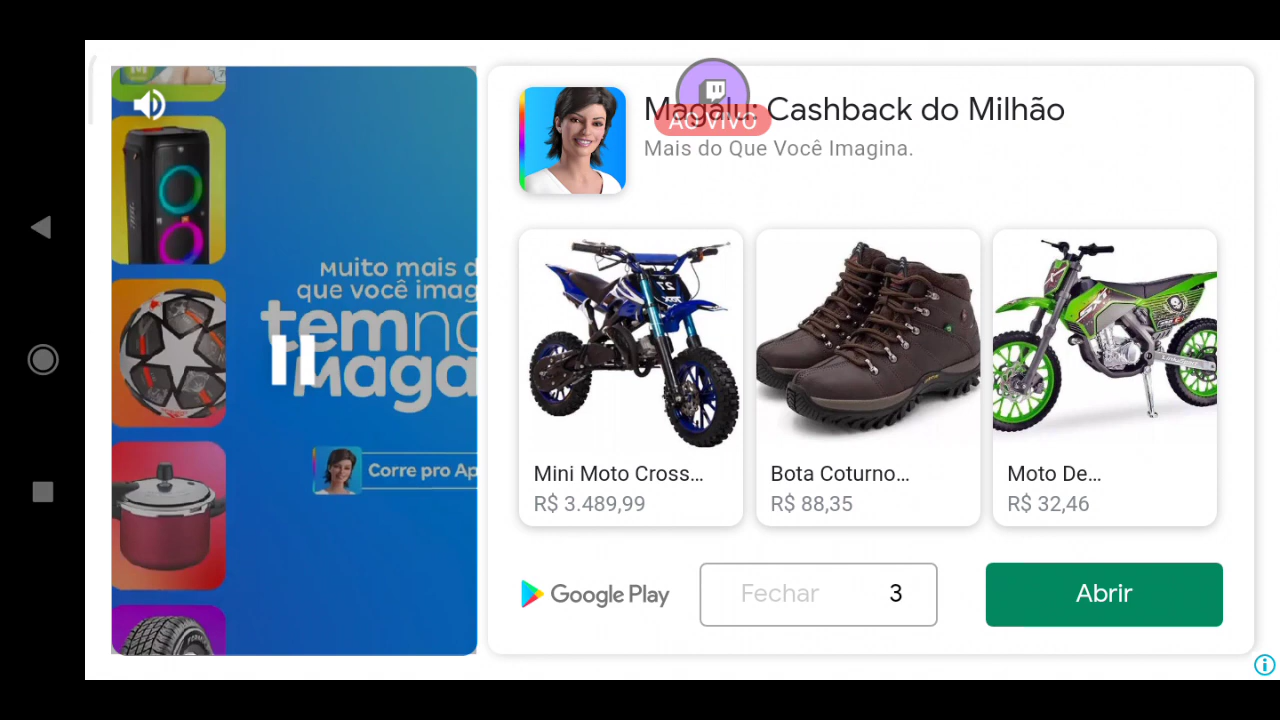 Muito mais d
que você imag
temno
Maga
Corre pro Ap
Magalu: Cashback do Milhão
AO VIVO
Mais do Que Você Imagina.
Mini Moto Cross...
R$ 3.489,99
Bota Coturno...
R$ 88,35
Moto De...
R$ 32,46
Google Play
Fechar 3
Abrir